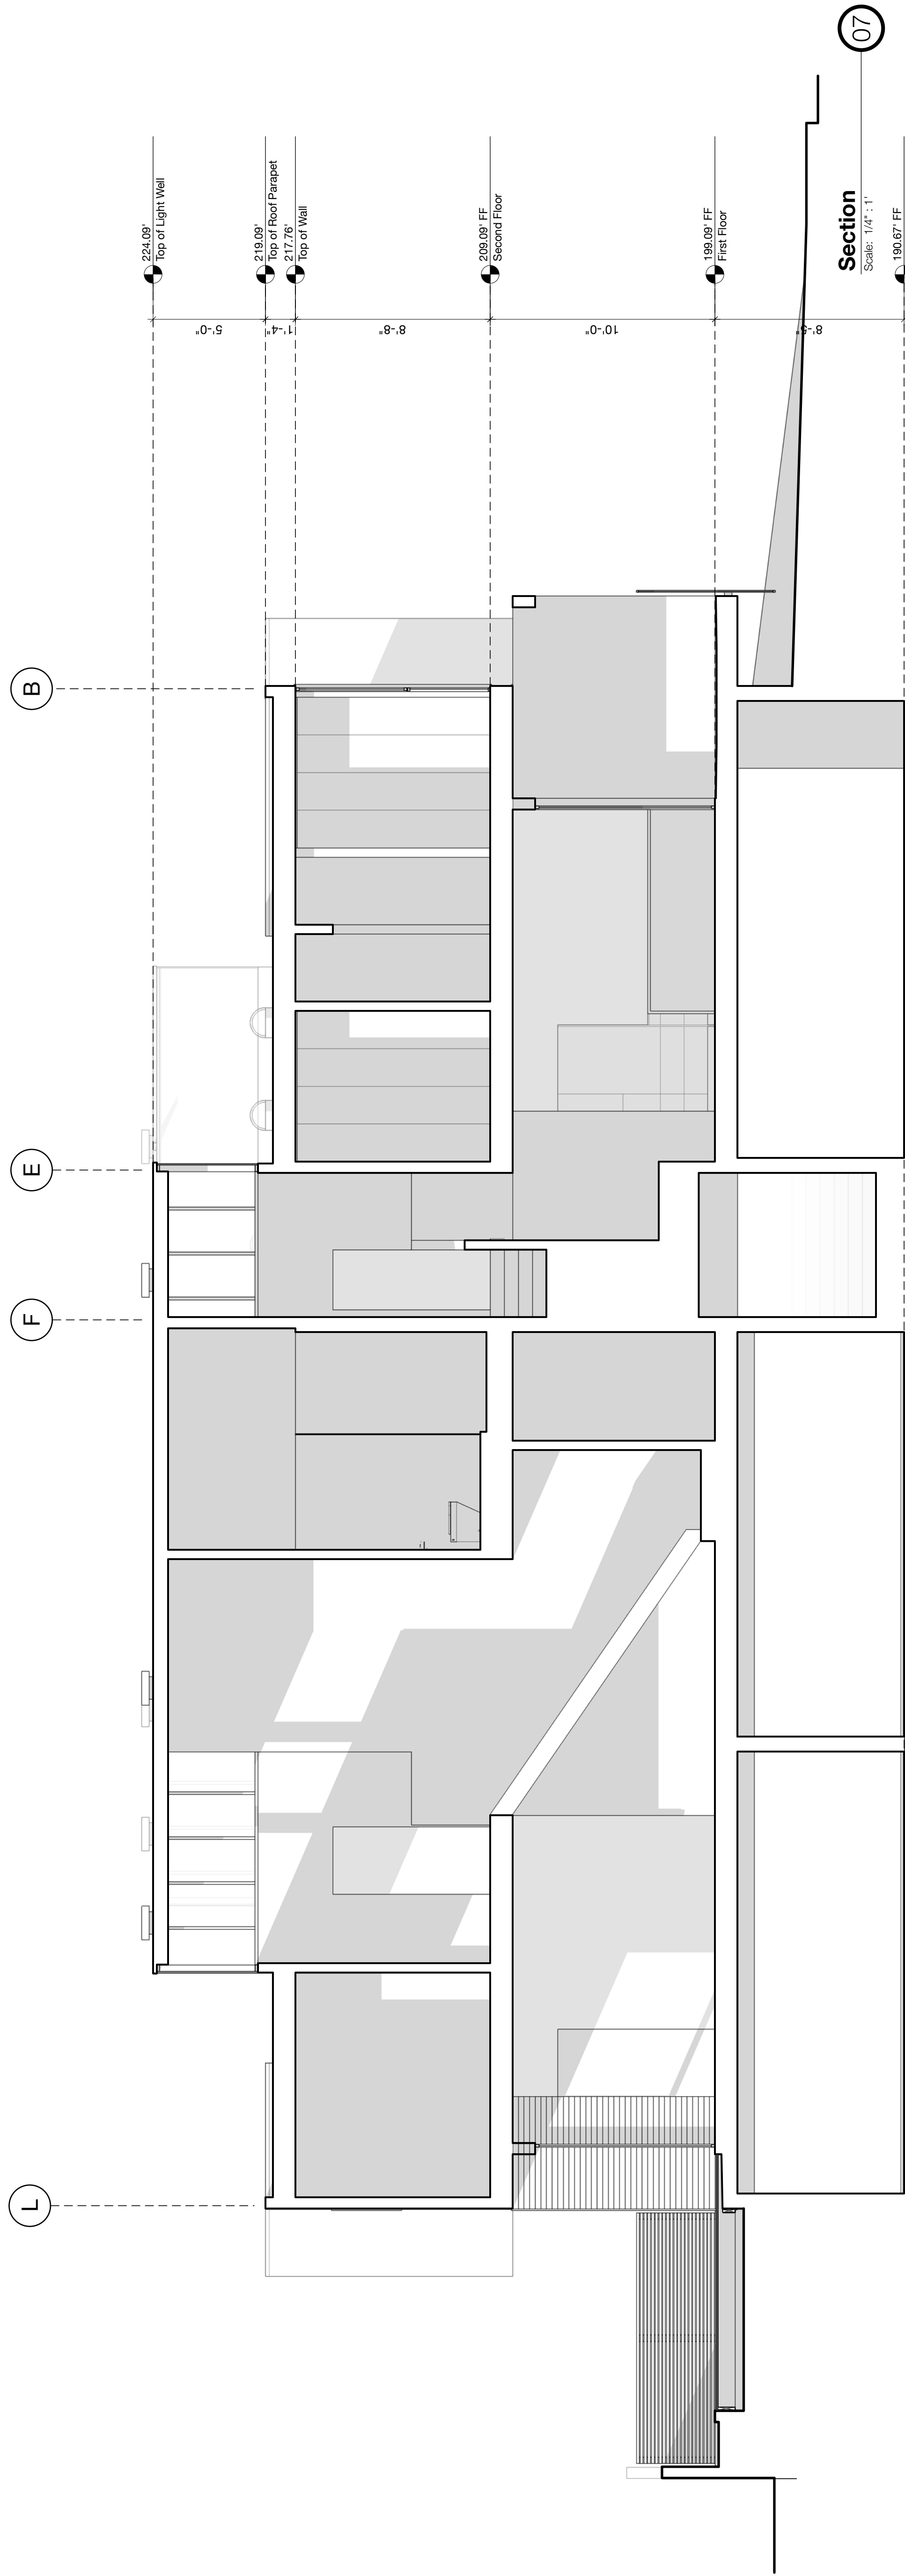 L
F
E
B
224.09'
Top of Light Well
219.09'
Top of Roof Parapet
217.76'
Top of Wall
209.09' FF
Second Floor
199.09' FF
First Floor
190.67' FF
5'-0"
1'-4"
8'-8"
10'-0"
8'-5"
Section
Scale: 1/4" : 1'
07